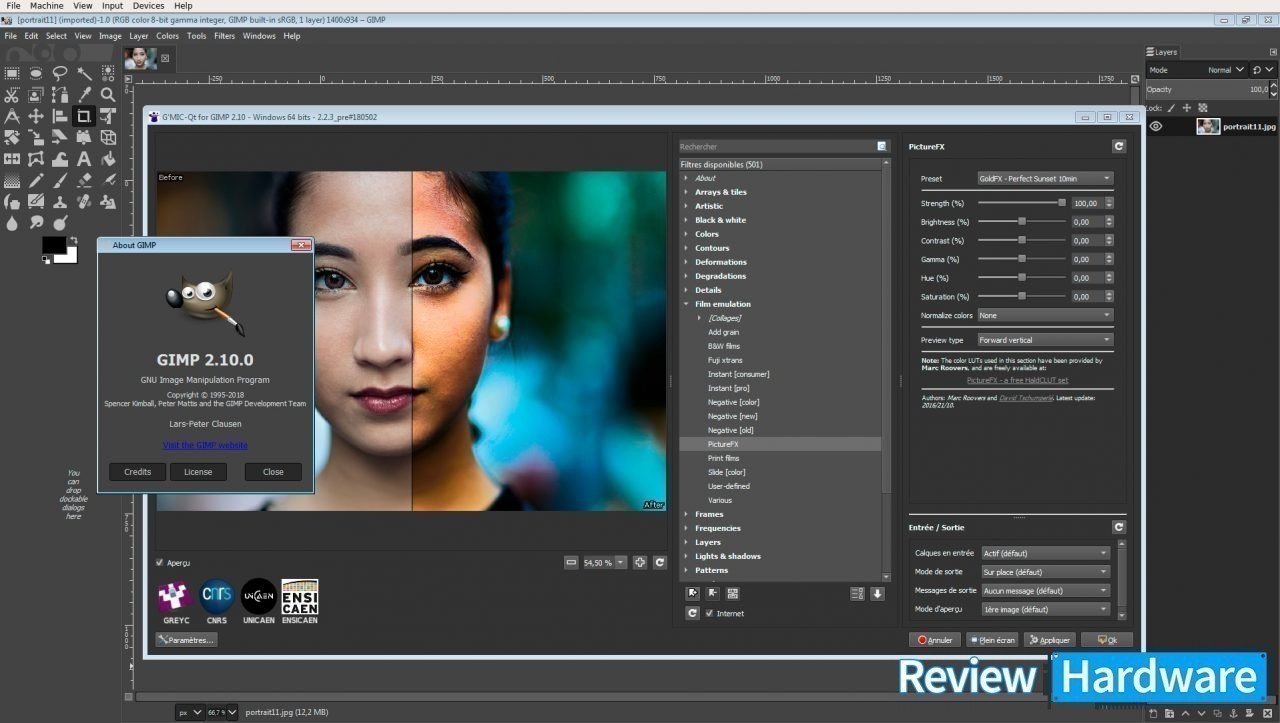 File Machine View Input Devices Help
[portrait11] (imported)-1.0 (RGB color 8-bit gamma integer, GIMP built-in sRGB, 1 layer) 1400x934 – GIMP
File Edit Select View Image Layer Colors Tools Filters Windows Help
-250 0 250 500 750 1000 1250 1500 1750
Layers
Mode Normal
Opacity 100,0
Lock:
portrait11.jpg
G'MIC-Qt for GIMP 2.10 - Windows 64 bits - 2.2.3_pre#180502
Before
After
About GIMP
GIMP 2.10.0
GNU Image Manipulation Program
Copyright © 1995-2018
Spencer Kimball, Peter Mattis and the GIMP Development Team
Lars-Peter Clausen
Visit the GIMP website
Credits License Close
You
can
drop
dockable
dialogs
here
Aperçu
54,50 %
GREYC CNRS UNICAEN ENSICAEN
cnrs
UNICAEN
ENSI
CAEN
Paramètres...
Rechercher
Filtres disponibles (501)
About
Arrays & tiles
Artistic
Black & white
Colors
Contours
Deformations
Degradations
Details
Film emulation
[Collages]
Add grain
B&W films
Fuji xtrans
Instant [consumer]
Instant [pro]
Negative [color]
Negative [new]
Negative [old]
PictureFX
Print films
Slide [color]
User-defined
Various
Frames
Frequencies
Layers
Lights & shadows
Patterns
Internet
PictureFX
Preset GoldFX - Perfect Sunset 10min
Strength (%) 100,00
Brightness (%) 0,00
Contrast (%) 0,00
Gamma (%) 0,00
Hue (%) 0,00
Saturation (%) 0,00
Normalize colors None
Preview type Forward vertical
Note: The color LUTs used in this section have been provided by
Marc Roovers, and are freely available at:
PictureFX - a free HaldCLUT set
Authors: Marc Roovers and David Tschumperlé. Latest update:
2016/21/10.
Entrée / Sortie
Calques en entrée Actif (défaut)
Mode de sortie Sur place (défaut)
Messages de sortie Aucun message (défaut)
Mode d'aperçu 1ère image (défaut)
Annuler Plein écran Appliquer Ok
Review Hardware
px 66,7 % portrait11.jpg (12,2 MB)